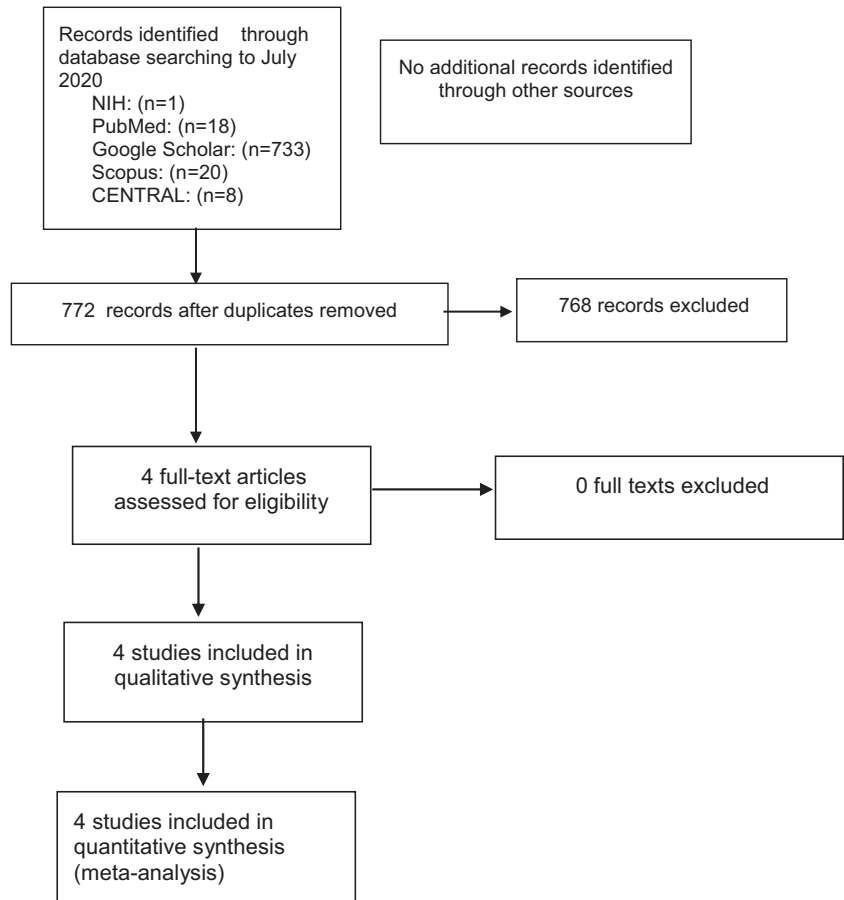 Records identified through
database searching to July
2020
NIH: (n=1)
PubMed: (n=18)
Google Scholar: (n=733)
Scopus: (n=20)
CENTRAL: (n=8)
No additional records identified
through other sources
772 records after duplicates removed
768 records excluded
4 full-text articles
assessed for eligibility
0 full texts excluded
4 studies included in
qualitative synthesis
4 studies included in
quantitative synthesis
(meta-analysis)